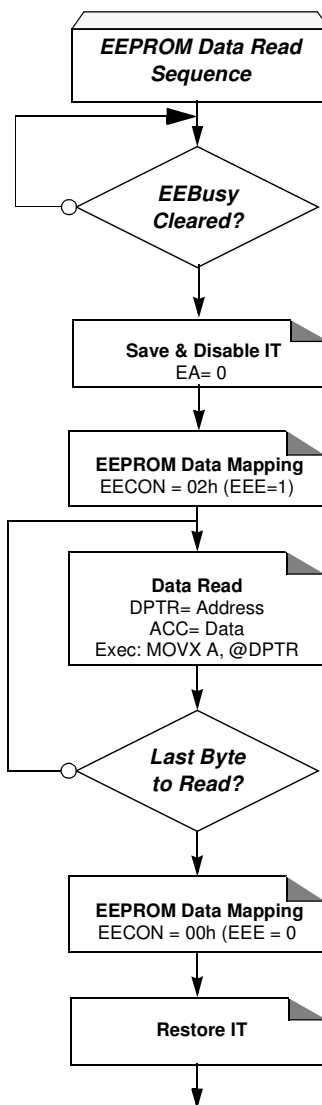 EEPROM Data Read
Sequence
EEBusy
Cleared?
Save & Disable IT
EA= 0
EEPROM Data Mapping
EECON = 02h (EEE=1)
Data Read
DPTR= Address
ACC= Data
Exec: MOVX A, @DPTR
Last Byte
to Read?
EEPROM Data Mapping
EECON = 00h (EEE = 0
Restore IT